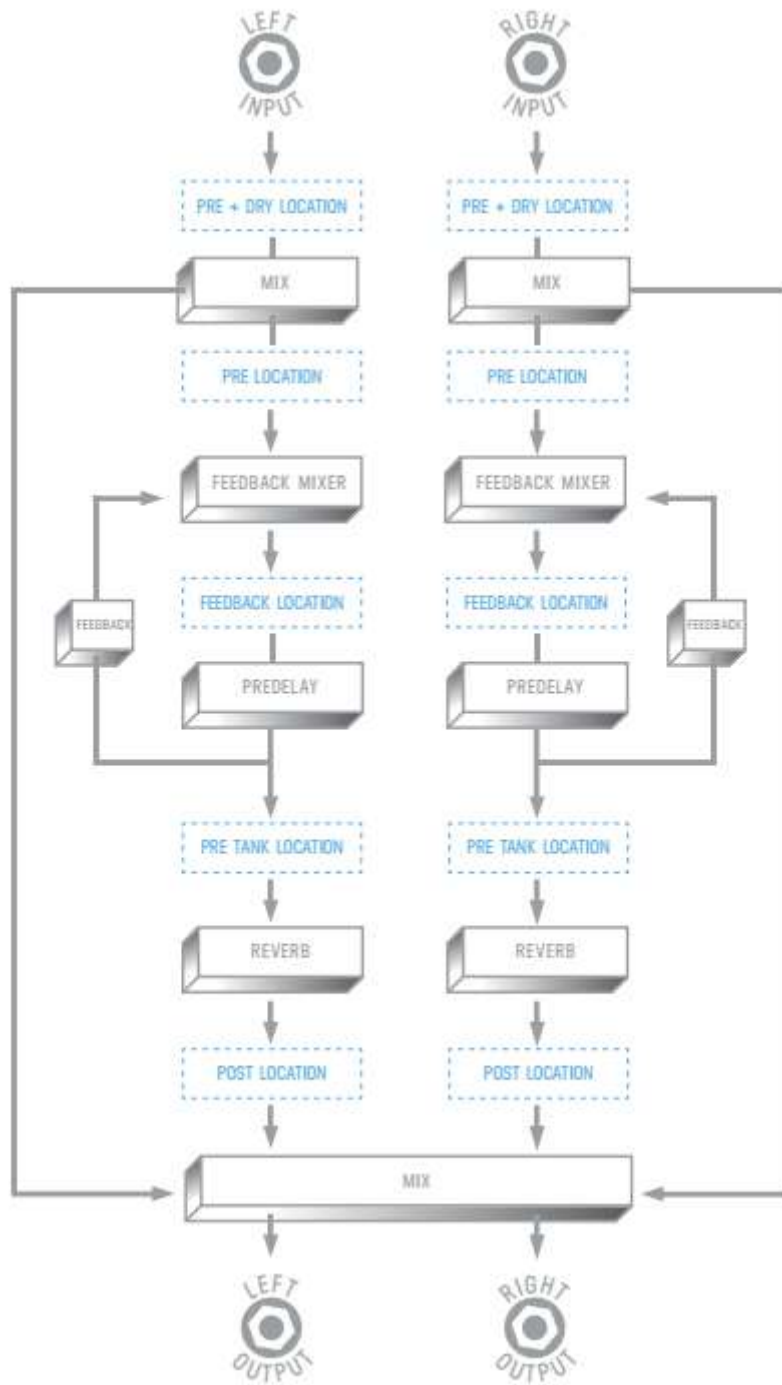 LEFT
INPUT
RIGHT
INPUT
PRE + DRY LOCATION
PRE + DRY LOCATION
MIX
MIX
PRE LOCATION
PRE LOCATION
FEEDBACK MIXER
FEEDBACK MIXER
FEEDBACK
FEEDBACK LOCATION
FEEDBACK LOCATION
FEEDBACK
PREDELAY
PREDELAY
PRE TANK LOCATION
PRE TANK LOCATION
REVERB
REVERB
POST LOCATION
POST LOCATION
MIX
LEFT
OUTPUT
RIGHT
OUTPUT